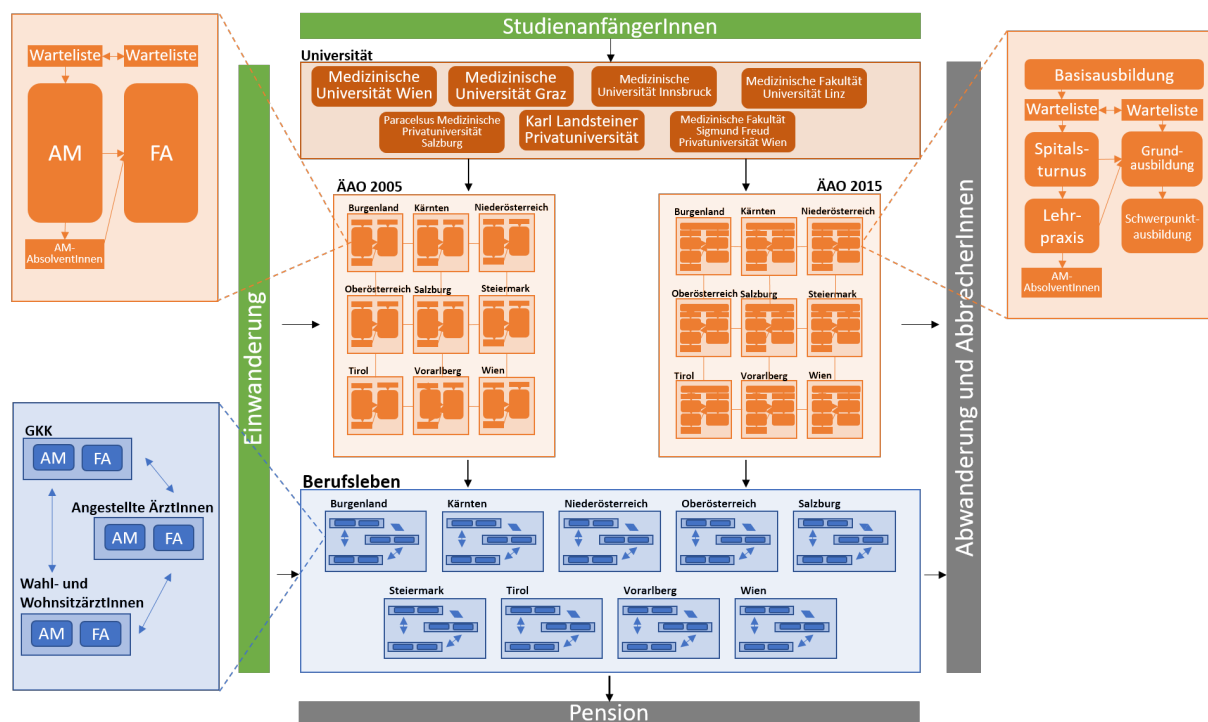 StudienanfängerInnen
Universität
Medizinische
Universität Wien
Medizinische
Universität Graz
Medizinische
Universität Innsbruck
Medizinische Fakultät
Universität Linz
Paracelsus Medizinische
Privatuniversität
Salzburg
Karl Landsteiner
Privatuniversität
Medizinische Fakultät
Sigmund Freud
Privatuniversität Wien
Warteliste
Warteliste
AM
FA
AM-
AbsolventInnen
Basisausbildung
Warteliste
Warteliste
Spitals-
turnus
Grund-
ausbildung
Lehr-
praxis
Schwerpunkt-
ausbildung
AM-
AbsolventInnen
Einwanderung
Abwanderung und AbbrecherInnen
ÄAO 2005
Burgenland
Kärnten
Niederösterreich
Oberösterreich
Salzburg
Steiermark
Tirol
Vorarlberg
Wien
ÄAO 2015
Burgenland
Kärnten
Niederösterreich
Oberösterreich
Salzburg
Steiermark
Tirol
Vorarlberg
Wien
GKK
AM
FA
Angestellte ÄrztInnen
AM
FA
Wahl- und
WohnsitzärztInnen
AM
FA
Berufsleben
Burgenland
Kärnten
Niederösterreich
Oberösterreich
Salzburg
Steiermark
Tirol
Vorarlberg
Wien
Pension